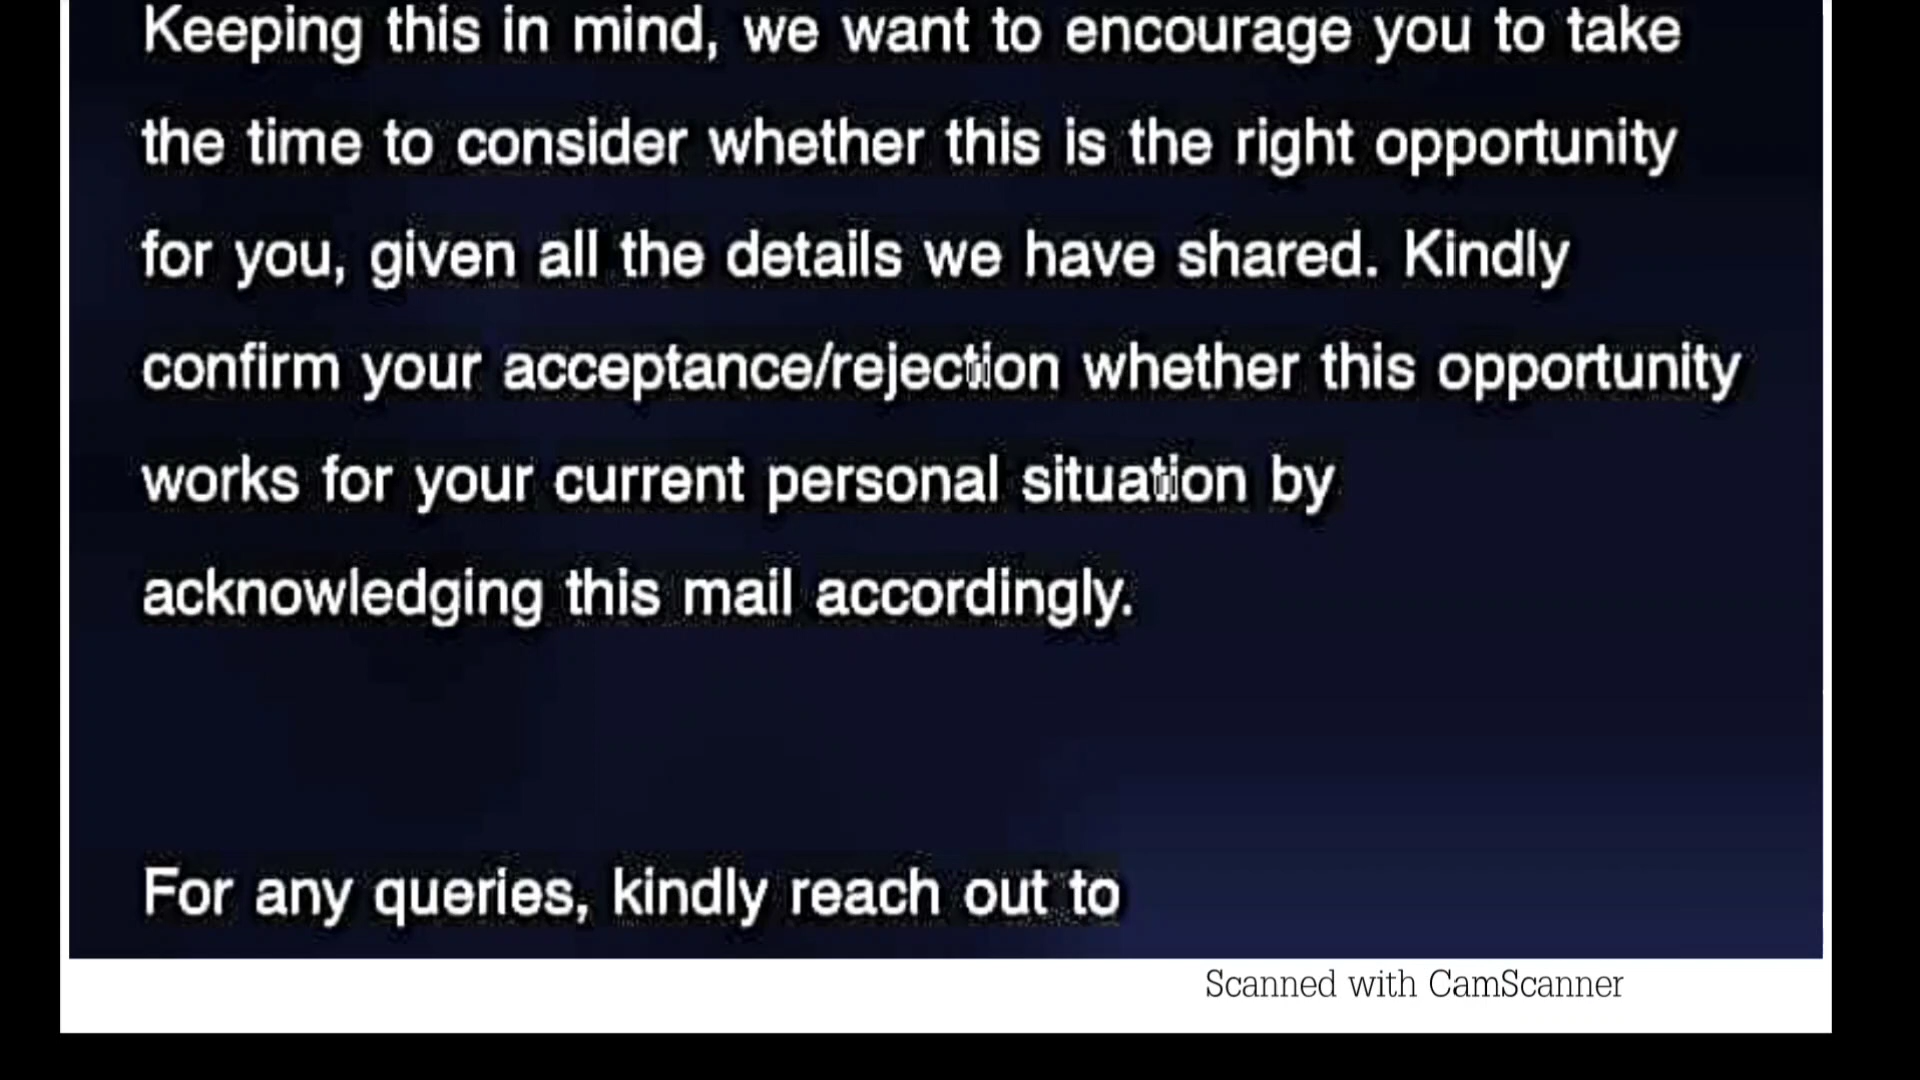 Keeping this in mind, we want to encourage you to take
the time to consider whether this is the right opportunity
for you, given all the details we have shared. Kindly
confirm your acceptance/rejection whether this opportunity
works for your current personal situation by
acknowledging this mail accordingly.
For any queries, kindly reach out to
Scanned with CamScanner